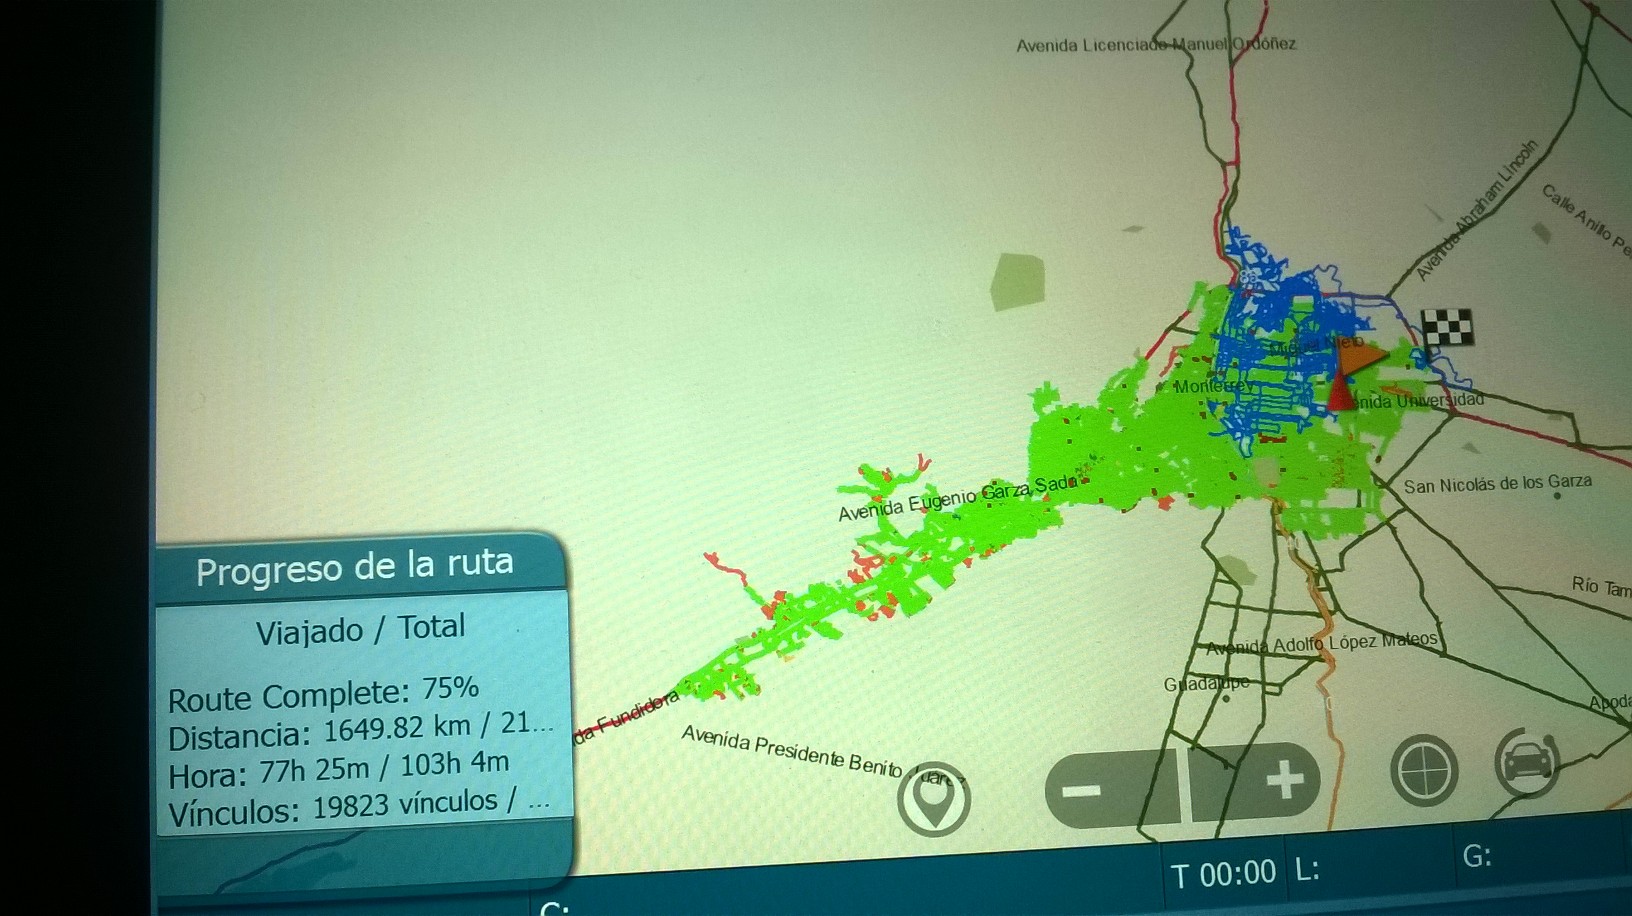 Avenida Licenciado Manuel Ordóñez
Avenida Abraham Lincoln
Calle Anillo Pe
Monterrey
enida Universidad
Avenida Eugenio Garza Sada
San Nicolás de los Garza
Río Tam
Avenida Adolfo López Mateos
Guadalupe
Apoda
da Fundidora
Avenida Presidente Benito Juárez
Progreso de la ruta
Viajado / Total
Route Complete: 75%
Distancia: 1649.82 km / 21...
Hora: 77h 25m / 103h 4m
Vínculos: 19823 vínculos / ...
T 00:00 L: G:
C: